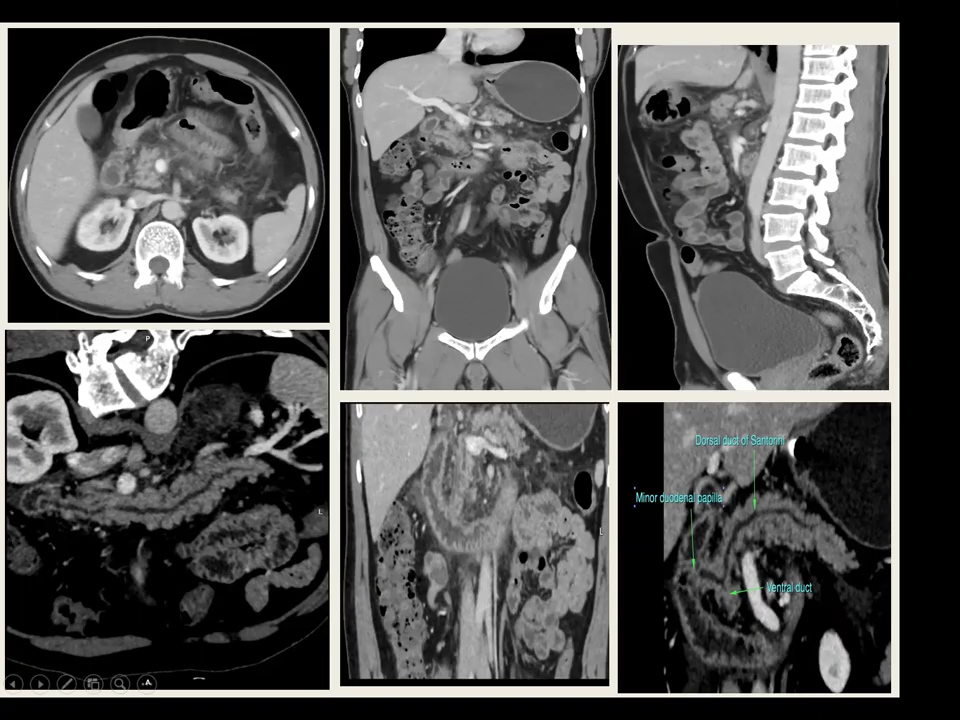 P
L
L
Dorsal duct of Santorini
Minor duodenal papilla
Ventral duct
A